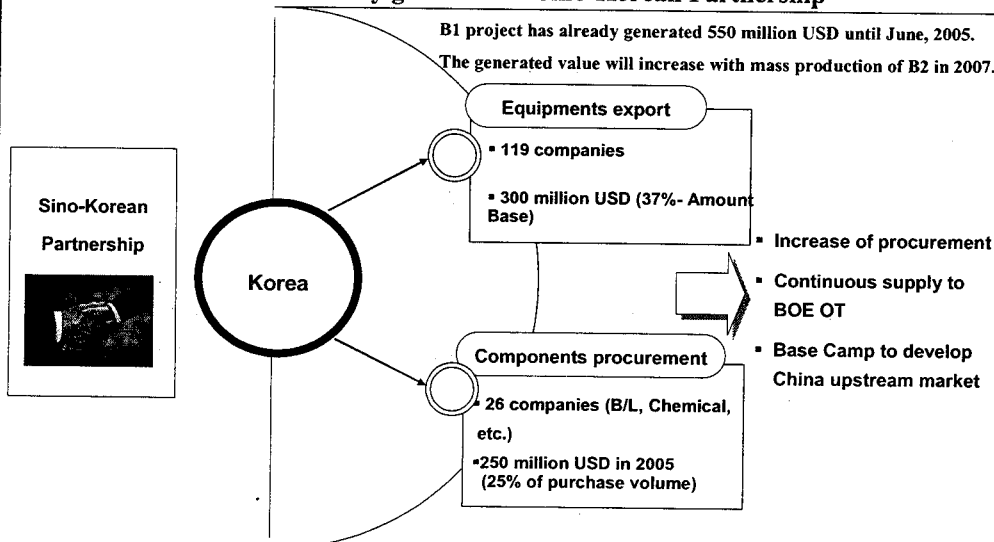 Korean Partnership
B1 project has already generated 550 million USD until June, 2005.
The generated value will increase with mass production of B2 in 2007.
Equipments export
▪ 119 companies
▪ 300 million USD (37%- Amount
Base)
Sino-Korean
Partnership
Korea
▪ Increase of procurement
▪ Continuous supply to
BOE OT
▪ Base Camp to develop
China upstream market
Components procurement
▪ 26 companies (B/L, Chemical,
etc.)
▪250 million USD in 2005
(25% of purchase volume)